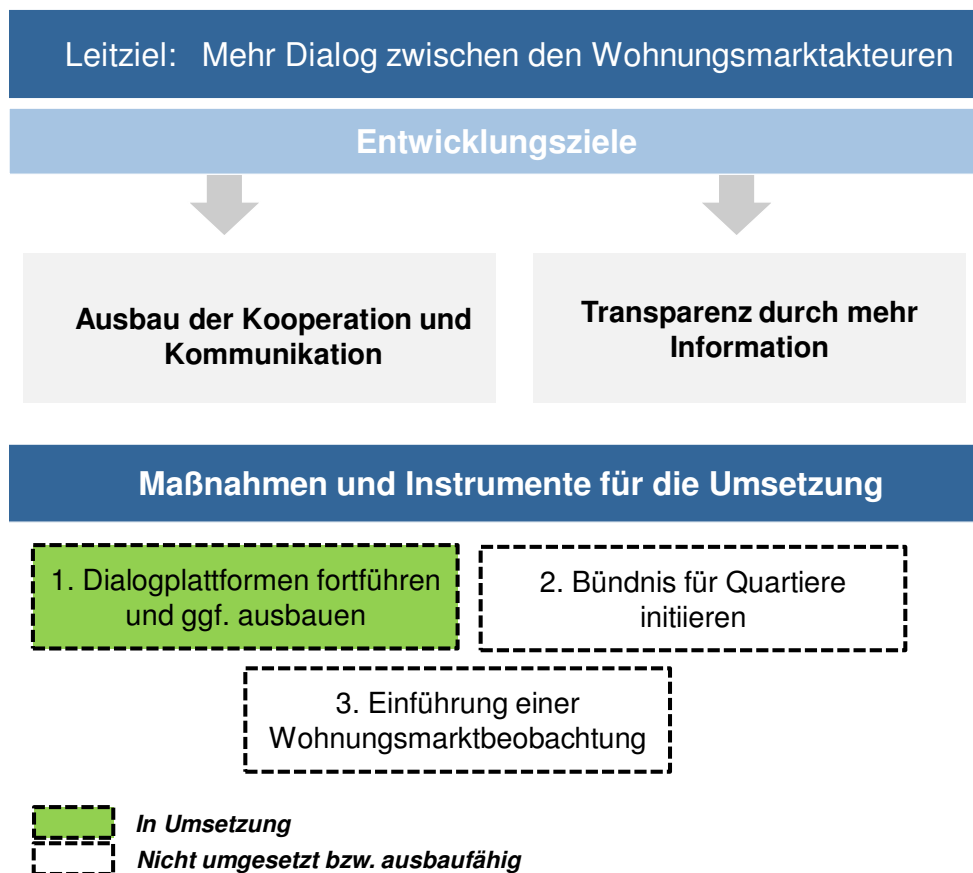 Leitziel: Mehr Dialog zwischen den Wohnungsmarktakteuren
Entwicklungsziele
Ausbau der Kooperation und
Kommunikation
Transparenz durch mehr
Information
Maßnahmen und Instrumente für die Umsetzung
1. Dialogplattformen fortführen
und ggf. ausbauen
2. Bündnis für Quartiere
initiieren
3. Einführung einer
Wohnungsmarktbeobachtung
In Umsetzung
Nicht umgesetzt bzw. ausbaufähig